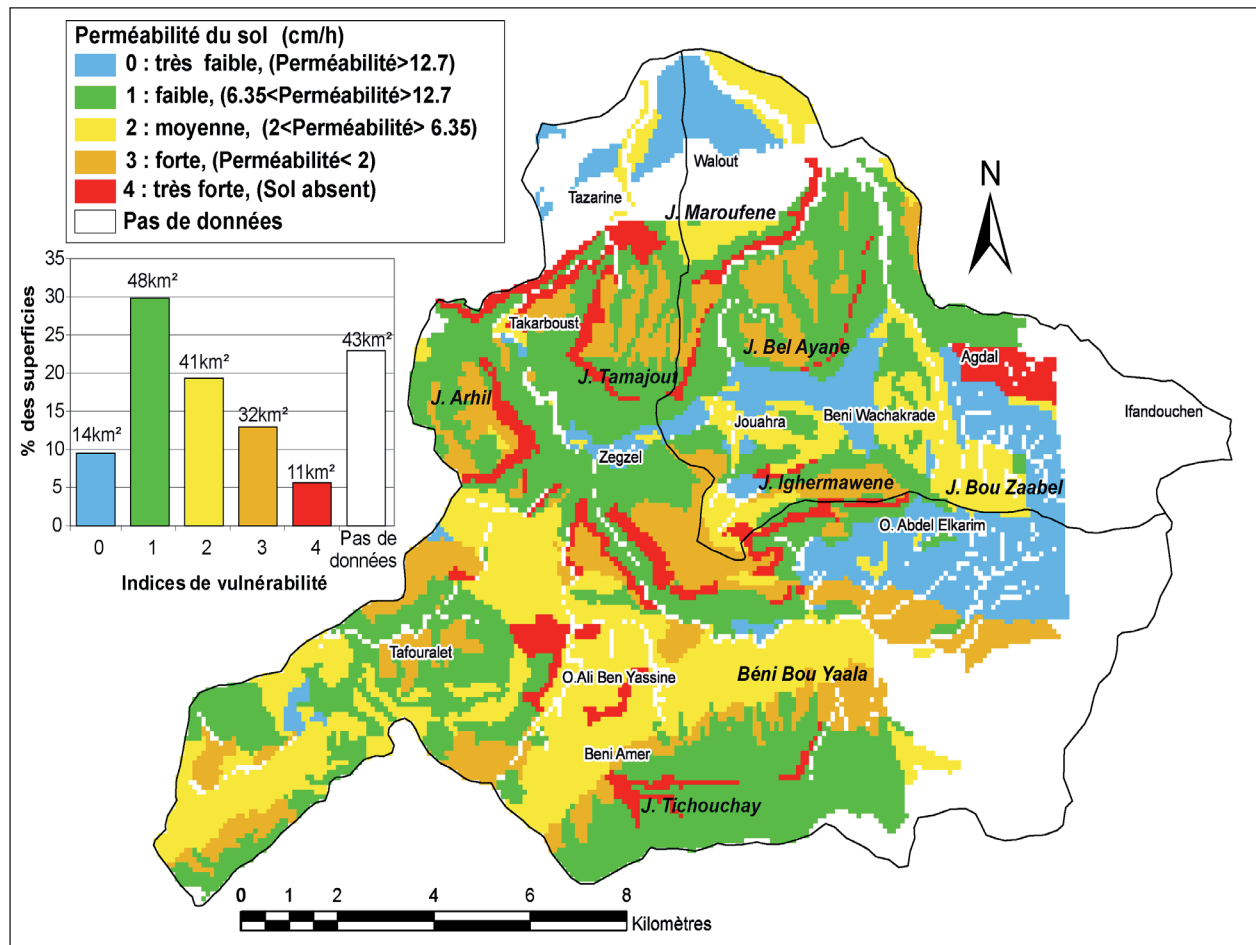 Perméabilité du sol (cm/h)
0 : très faible, (Perméabilité>12.7)
1 : faible, (6.35<Perméabilité>12.7
2 : moyenne, (2<Perméabilité> 6.35)
3 : forte, (Perméabilité< 2)
4 : très forte, (Sol absent)
Pas de données
% des superficies
35
30
25
20
15
10
5
0
14km²
48km²
41km²
32km²
11km²
43km²
0
1
2
3
4
Pas de
données
Indices de vulnérabilité
N
Walout
Tazarine
J. Maroufene
Takarboust
J. Bel Ayane
Agdal
J. Tamajout
J. Arhil
Ifandouchen
Jouahra
Beni Wachakrade
Zegzel
J. Ighermawene
J. Bou Zaabel
O. Abdel Elkarim
Tafouralet
O.Ali Ben Yassine
Béni Bou Yaala
Beni Amer
J. Tichouchay
0 1 2 4 6 8
Kilomètres